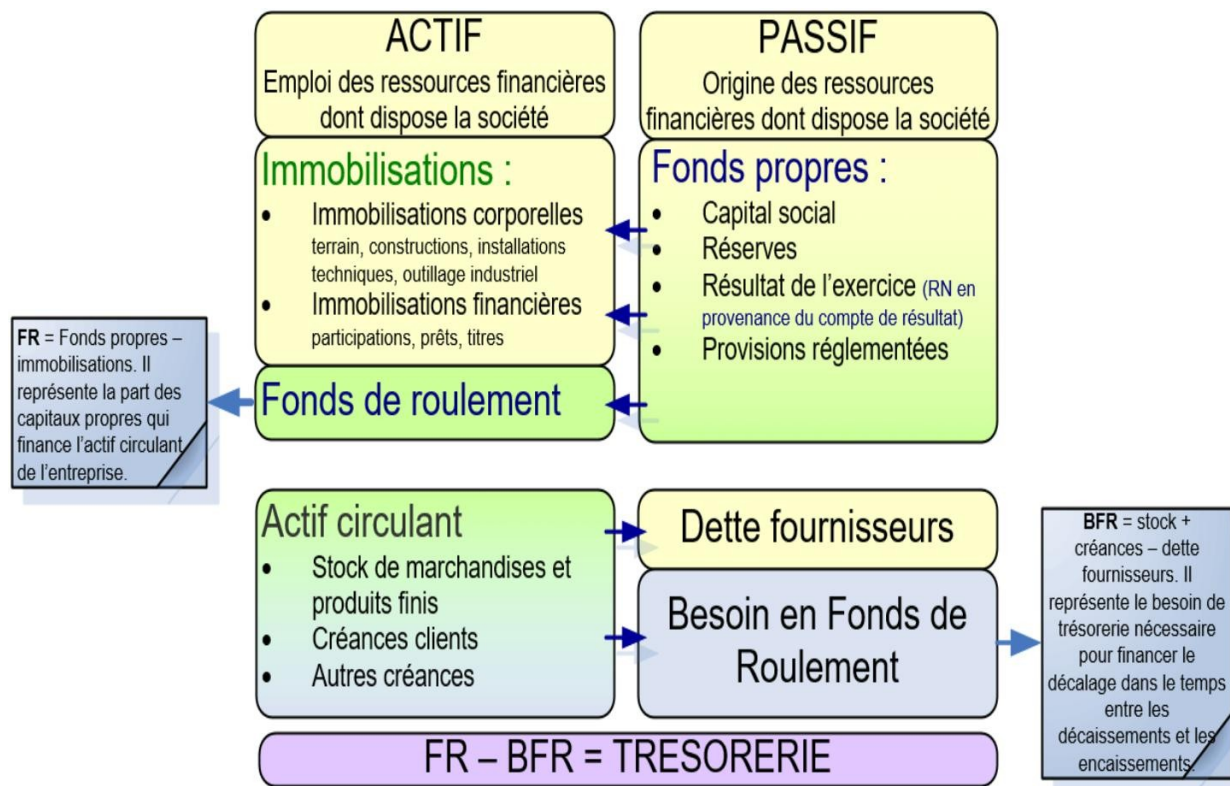 ACTIF
Emploi des ressources financières
dont dispose la société
PASSIF
Origine des ressources
financières dont dispose la société
Immobilisations :
• Immobilisations corporelles
terrain, constructions, installations
techniques, outillage industriel
• Immobilisations financières
participations, prêts, titres
Fonds propres :
• Capital social
• Réserves
• Résultat de l’exercice (RN en
provenance du compte de résultat)
• Provisions réglementées
FR = Fonds propres –
immobilisations. Il
représente la part des
capitaux propres qui
finance l’actif circulant
de l’entreprise.
Fonds de roulement
Actif circulant
• Stock de marchandises et
produits finis
• Créances clients
• Autres créances
Dette fournisseurs
Besoin en Fonds de
Roulement
BFR = stock +
créances – dette
fournisseurs. Il
représente le besoin de
trésorerie nécessaire
pour financer le
décalage dans le temps
entre les
décaissements et les
encaissements.
FR – BFR = TRESORERIE